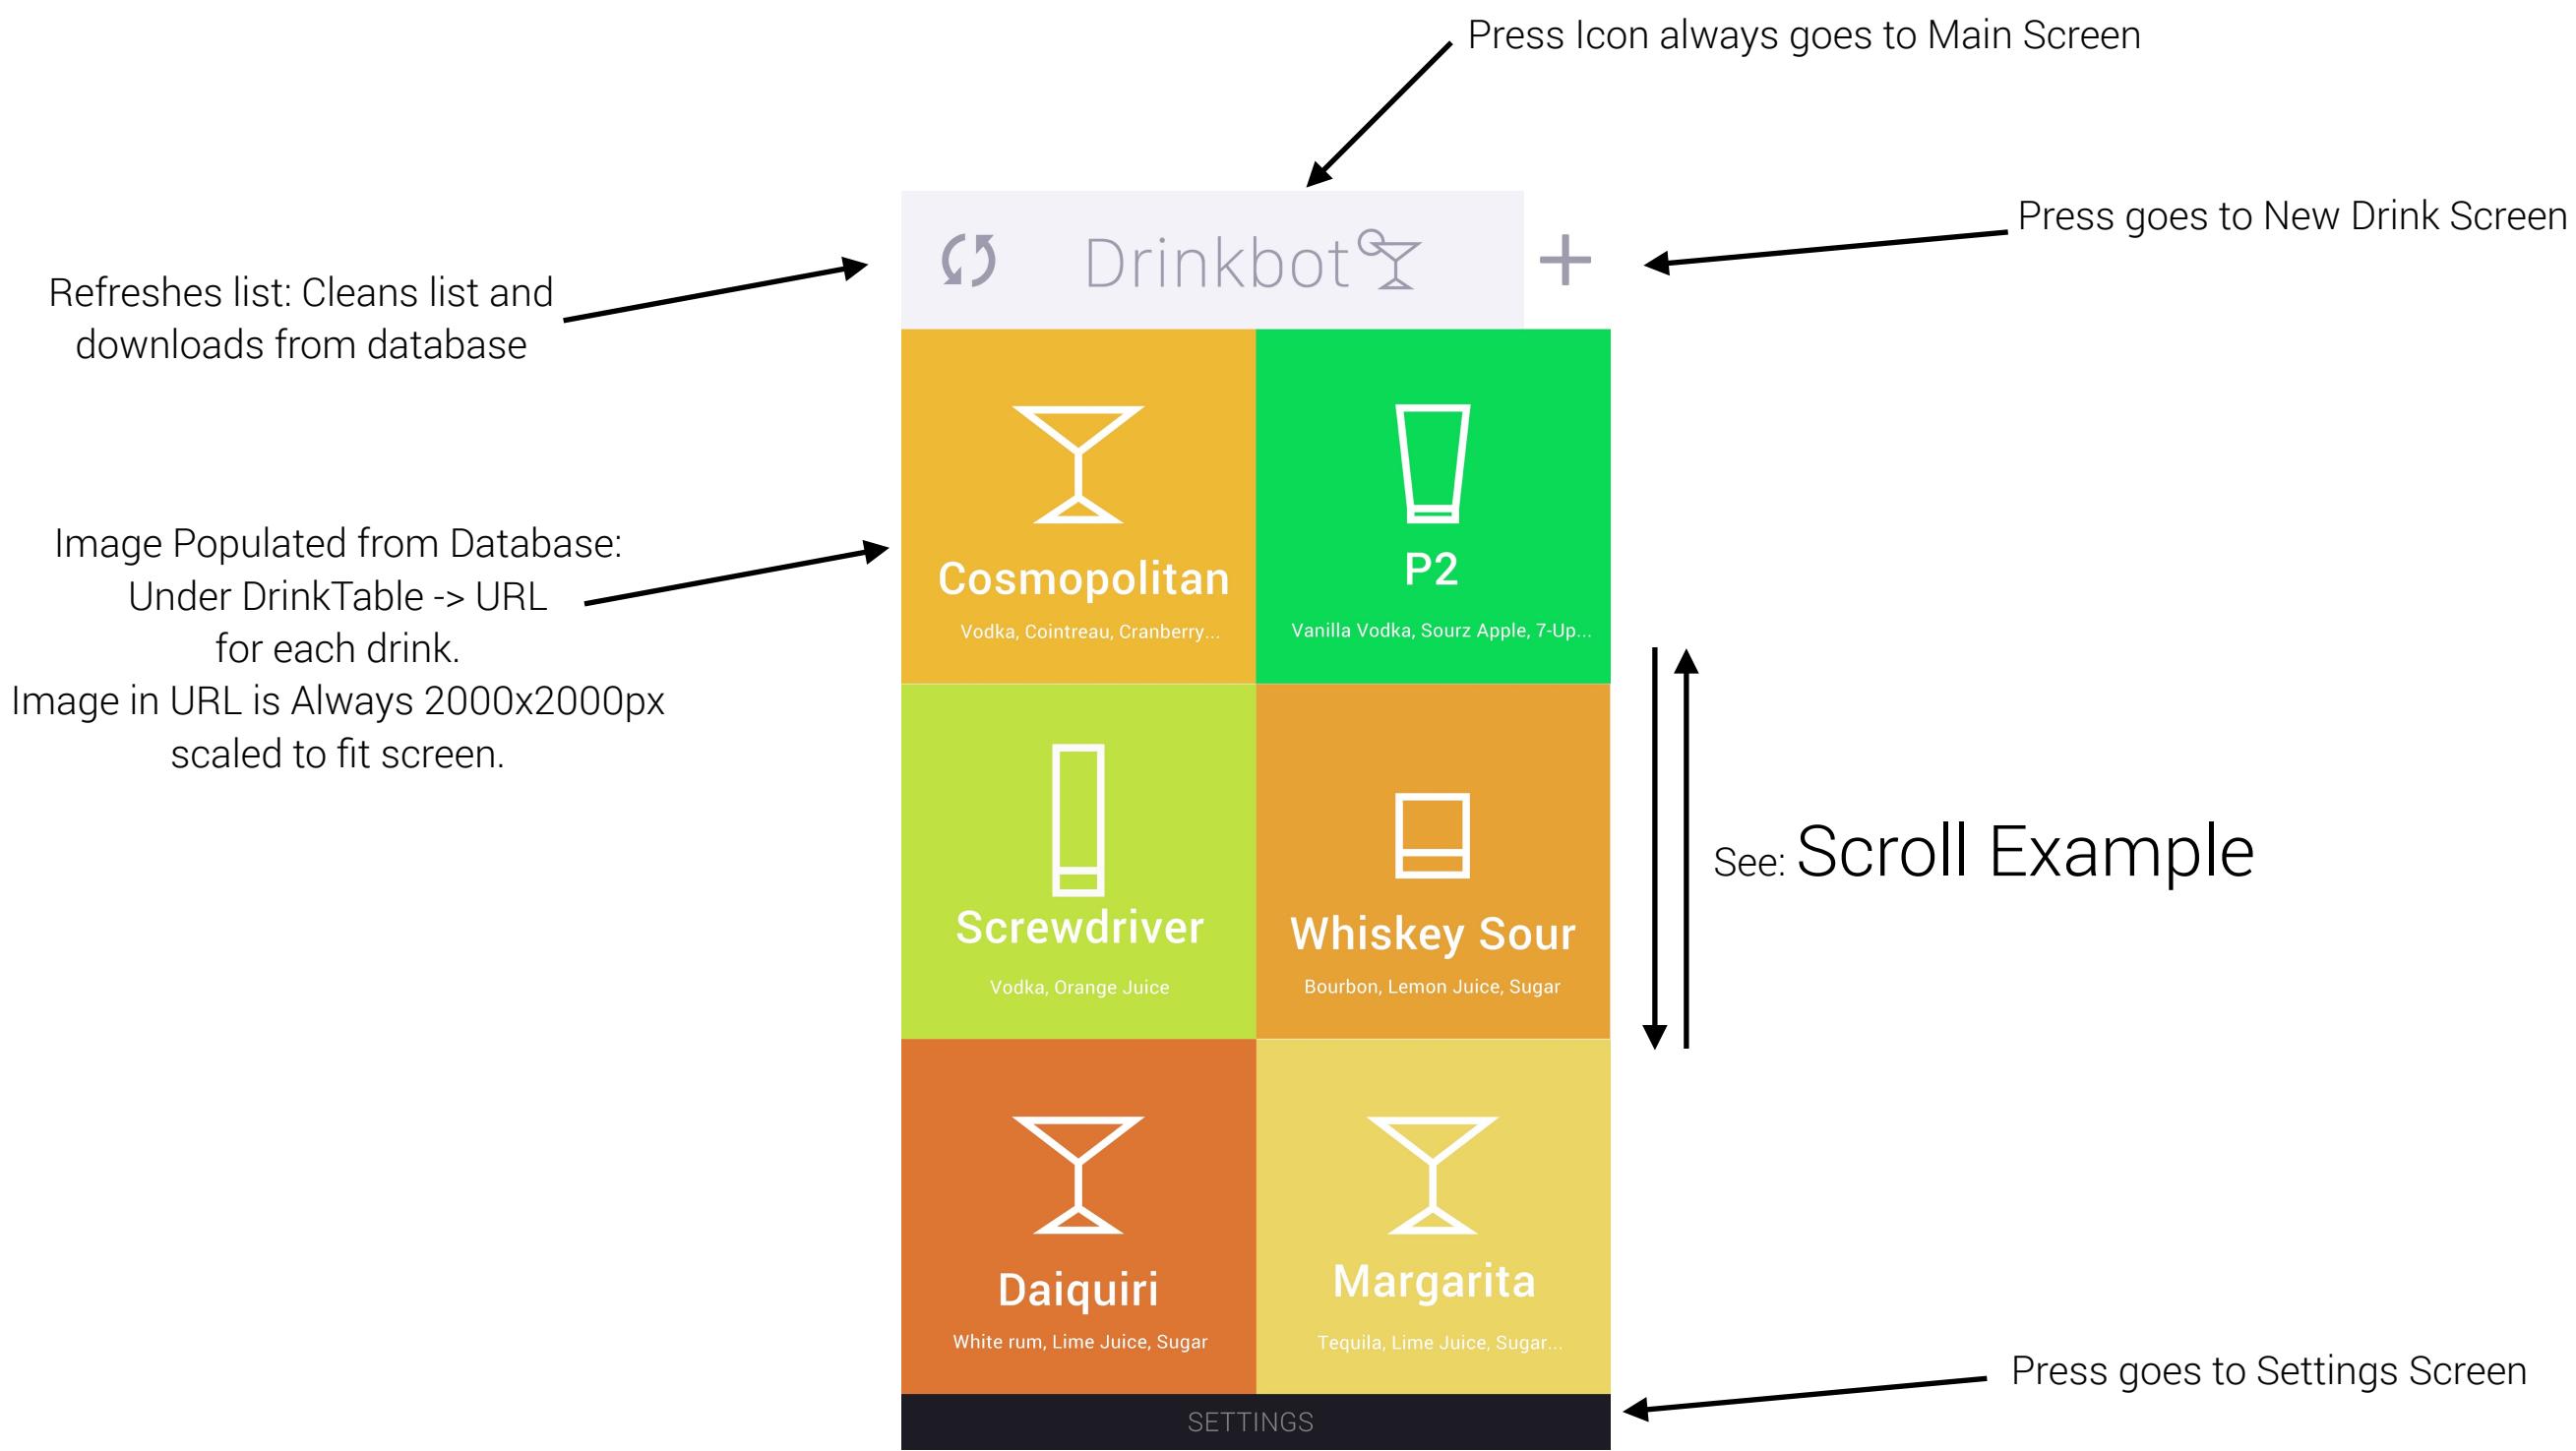 Press Icon always goes to Main Screen
Press goes to New Drink Screen
Drinkbot
Refreshes list: Cleans list and
downloads from database
Image Populated from Database:
Under DrinkTable -> URL
for each drink.
Image in URL is Always 2000x2000px
scaled to fit screen.
Cosmopolitan
Vodka, Cointreau, Cranberry...
P2
Vanilla Vodka, Sourz Apple, 7-Up...
Screwdriver
Vodka, Orange Juice
Whiskey Sour
Bourbon, Lemon Juice, Sugar
See: Scroll Example
Daiquiri
White rum, Lime Juice, Sugar
Margarita
Tequila, Lime Juice, Sugar...
Press goes to Settings Screen
SETTINGS